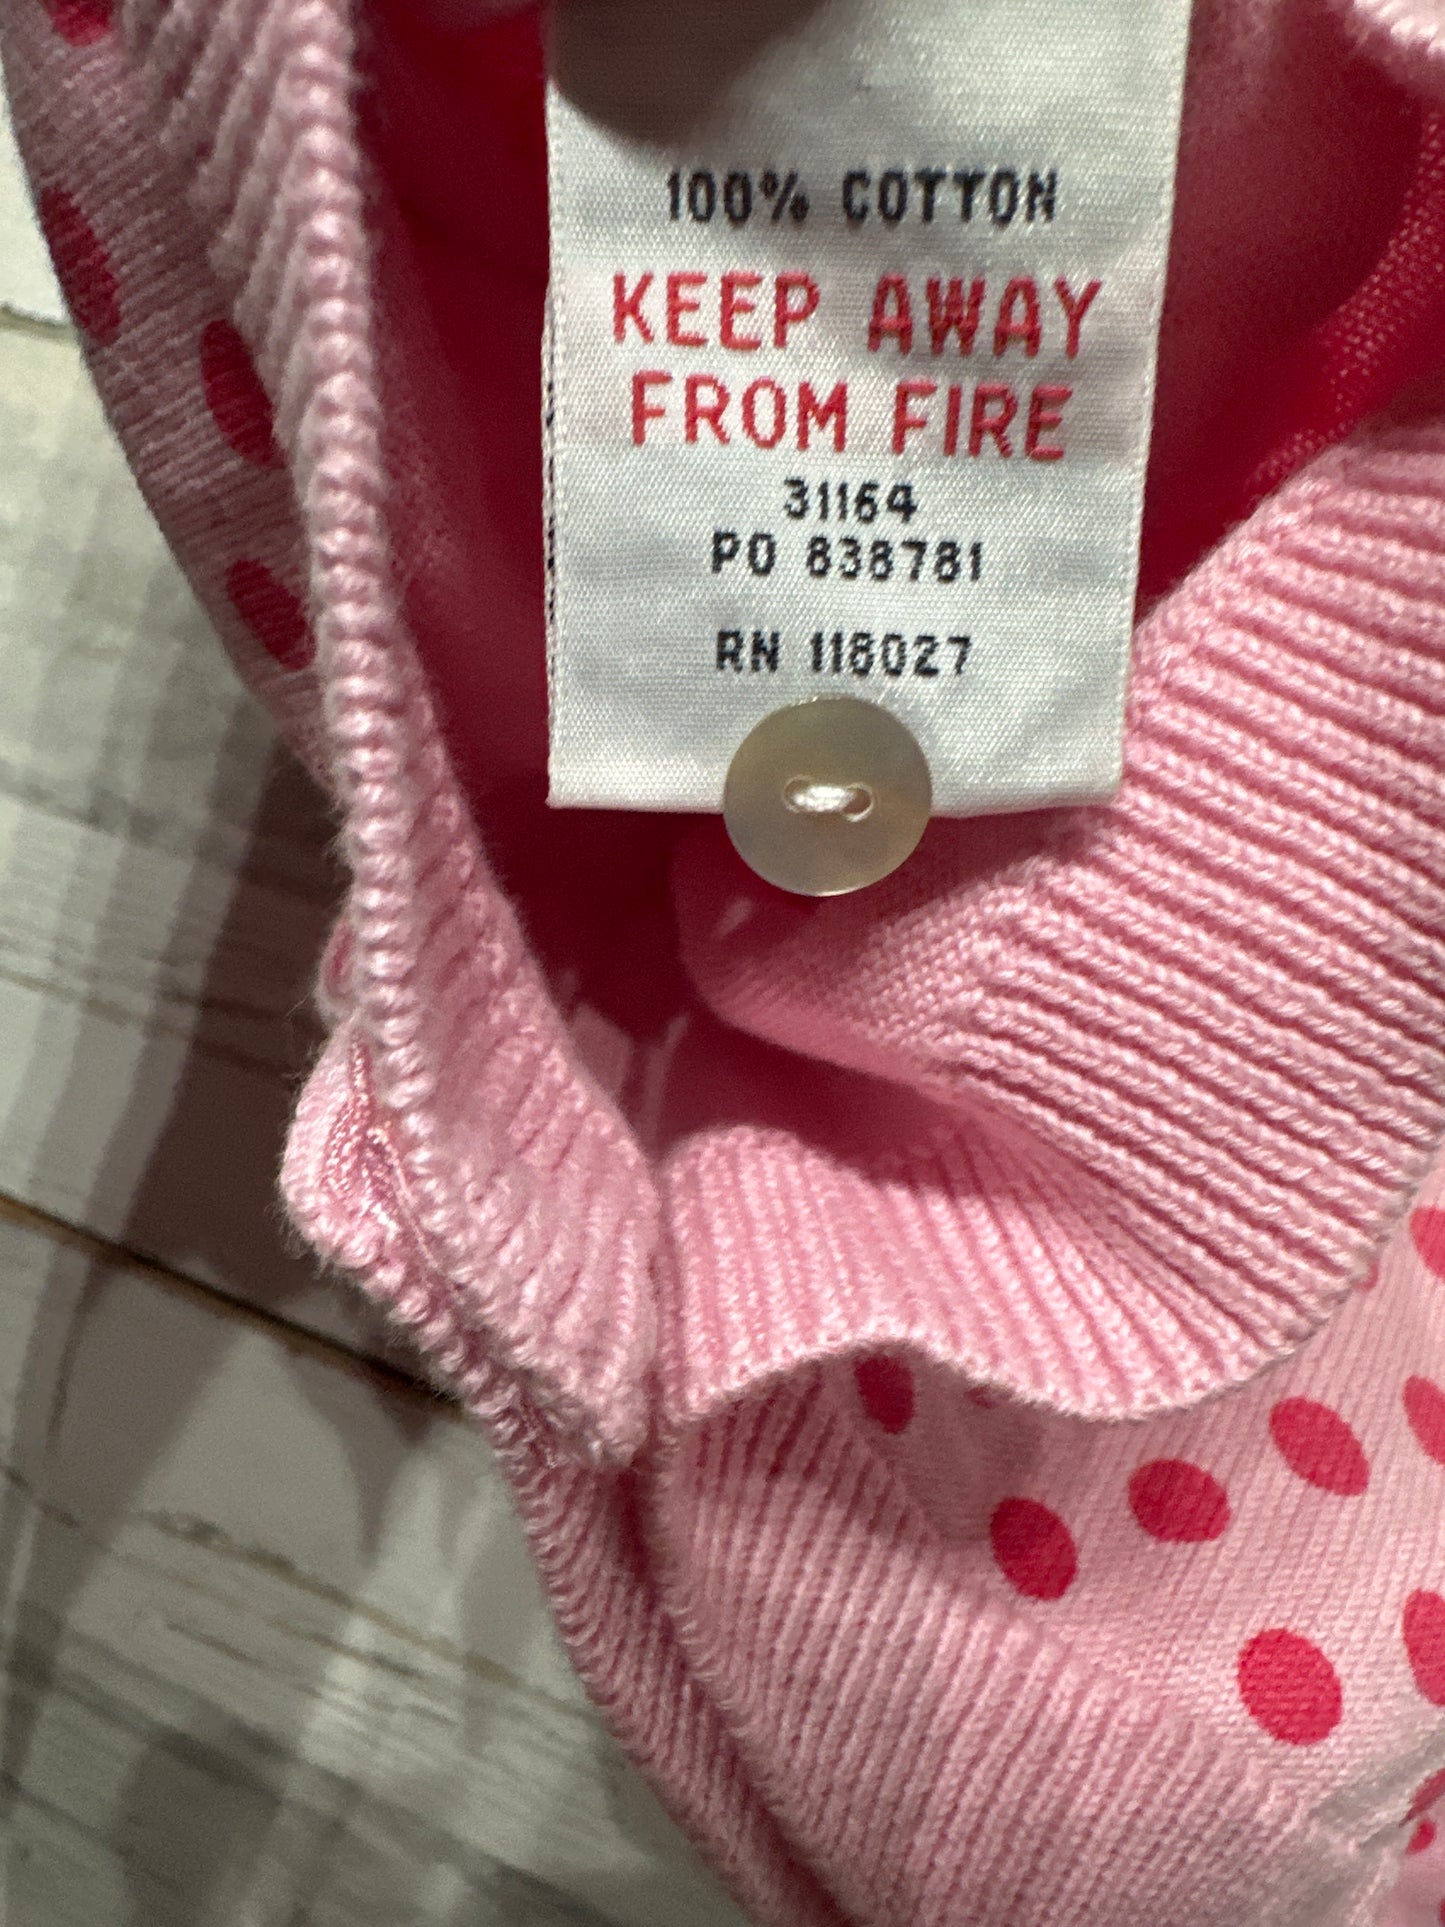 100% COTTON
KEEP AWAY
FROM FIRE
31164
PO 838781
RN 118027